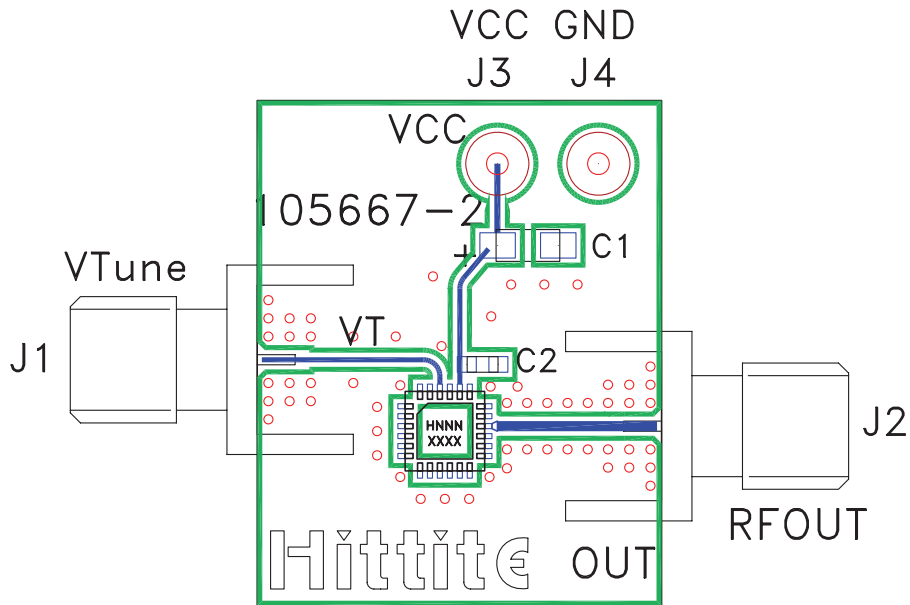 VCC GND
J3 J4
VCC
105667-2
+
C1
VTune
J1
VT
C2
HNNN
XXXX
J2
RFOUT
OUT
Hittite